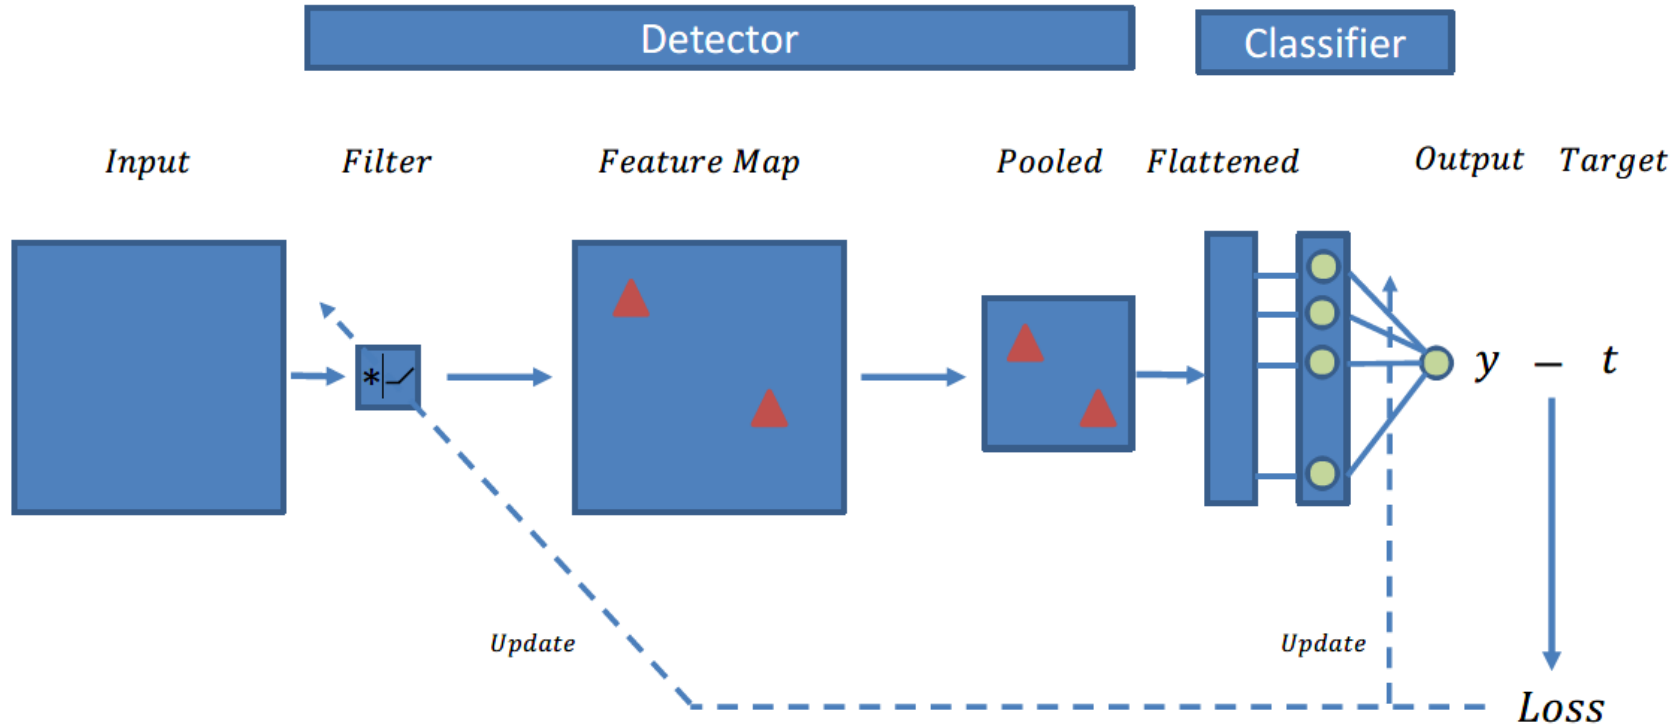 Detector
Classifier
Input
Filter
Feature Map
Pooled
Flattened
Output
Target
*
y − t
Update
Update
Loss